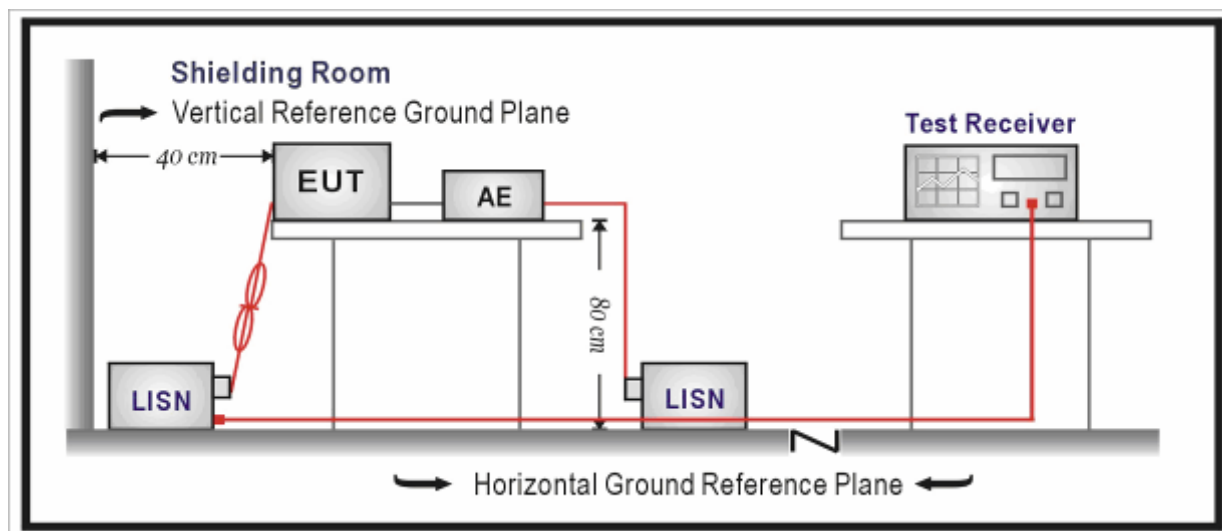 Shielding Room
Vertical Reference Ground Plane
40 cm
EUT
AE
Test Receiver
80 cm
LISN
LISN
Horizontal Ground Reference Plane